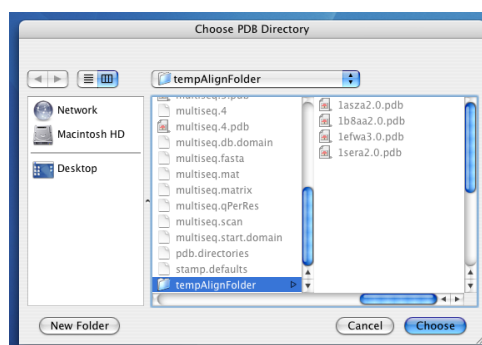 Choose PDB Directory
tempAlignFolder
Network
Macintosh HD
Desktop
multiseq.4
multiseq.4.pdb
multiseq.db.domain
multiseq.fasta
multiseq.mat
multiseq.matrix
multiseq.qPerRes
multiseq.scan
multiseq.start.domain
pdb.directories
stamp.defaults
tempAlignFolder
1asza2.0.pdb
1b8aa2.0.pdb
1efwa3.0.pdb
1sera2.0.pdb
New Folder
Cancel
Choose